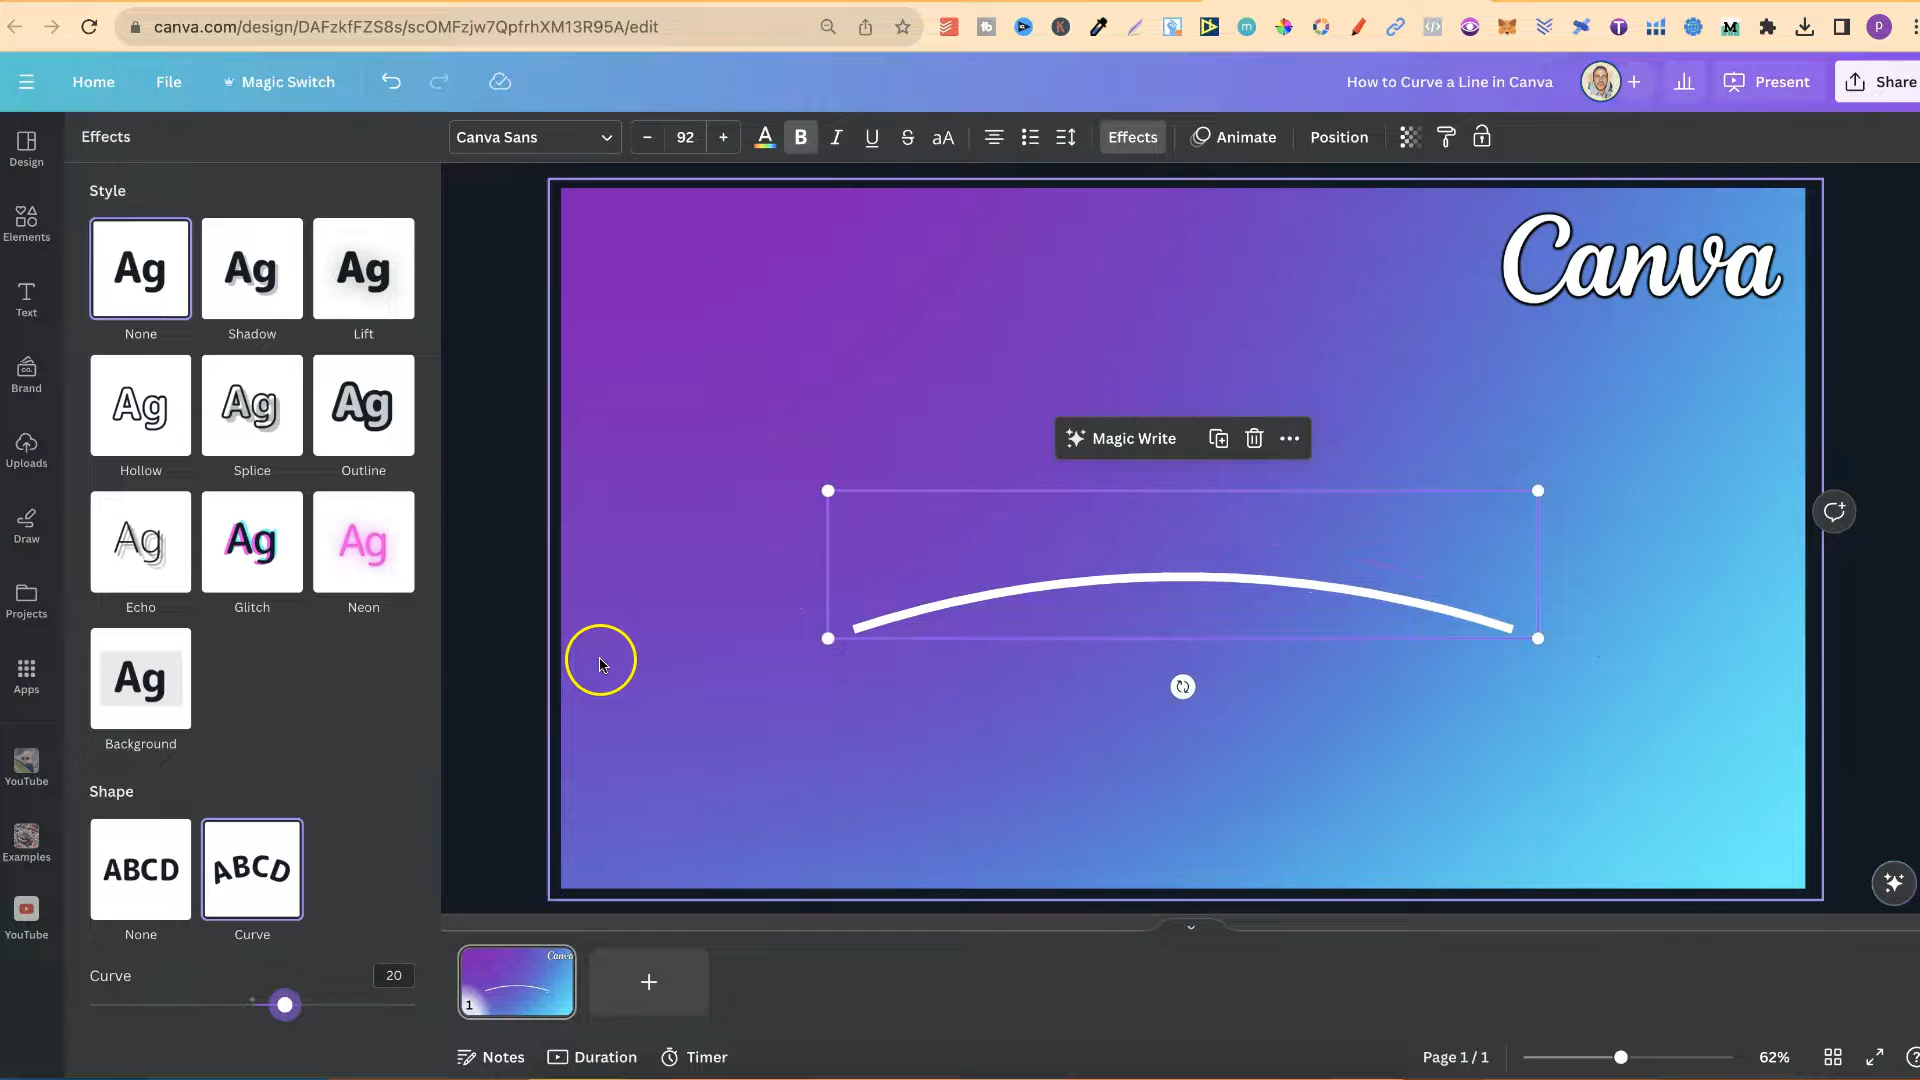 canva.com/design/DAFzkfFZS8s/scOMFzjw7QpfrhXM13R95A/edit
Home File Magic Switch
How to Curve a Line in Canva
Present
Share
Effects
Canva Sans
− 92 +
A B I U S aA
Effects Animate Position
Design
Elements
Text
Brand
Uploads
Draw
Projects
Apps
YouTube
Examples
YouTube
Style
Ag Ag Ag
None Shadow Lift
Ag Ag Ag
Hollow Splice Outline
Ag Ag Ag
Echo Glitch Neon
Ag
Background
Shape
ABCD ABCD
None Curve
Curve 20
Canva
Magic Write
Canva
1
+
Notes Duration Timer
Page 1 / 1
62%